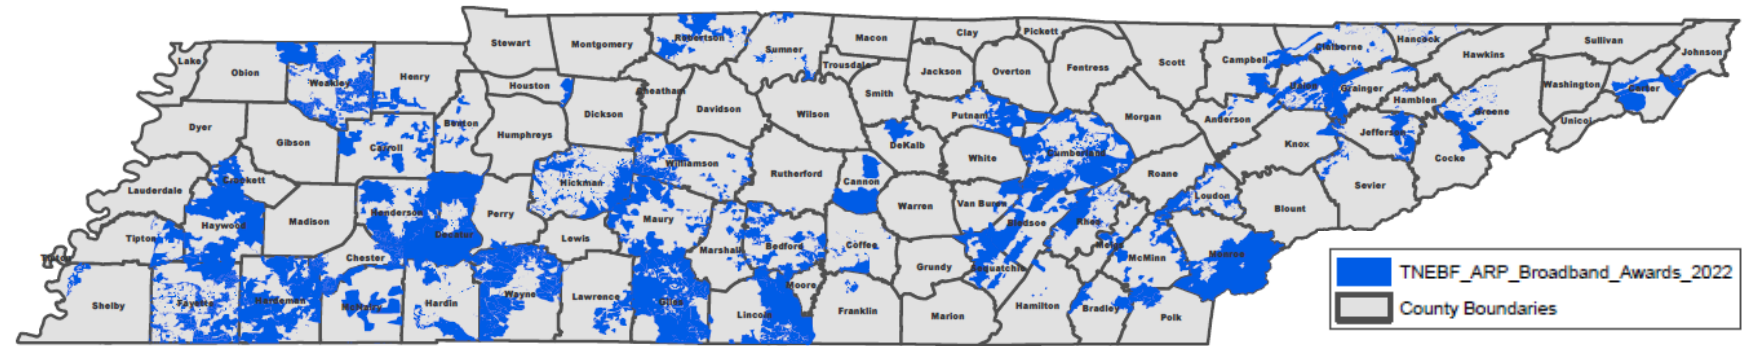 Stewart
Montgomery
Robertson
Sumner
Macon
Clay
Pickett
Scott
Campbell
Claiborne
Hancock
Hawkins
Sullivan
Johnson
Lake
Obion
Weakley
Henry
Houston
Cheatham
Trousdale
Jackson
Overton
Fentress
Union
Grainger
Hamblen
Washington
Carter
Dyer
Gibson
Carroll
Benton
Humphreys
Dickson
Davidson
Wilson
Smith
Putnam
Morgan
Anderson
Knox
Jefferson
Greene
Unicoi
Lauderdale
Crockett
Madison
Henderson
Hickman
Williamson
Rutherford
DeKalb
Cannon
White
Cumberland
Roane
Loudon
Blount
Sevier
Cocke
Tipton
Tipton
Haywood
Chester
Decatur
Perry
Lewis
Maury
Marshall
Bedford
Coffee
Warren
Van Buren
Bledsoe
Rhea
Meigs
McMinn
Monroe
Shelby
Fayette
Hardeman
McNairy
Hardin
Wayne
Lawrence
Giles
Lincoln
Moore
Franklin
Grundy
Sequatchie
Marion
Hamilton
Bradley
Polk
TNEBF_ARP_Broadband_Awards_2022
County Boundaries